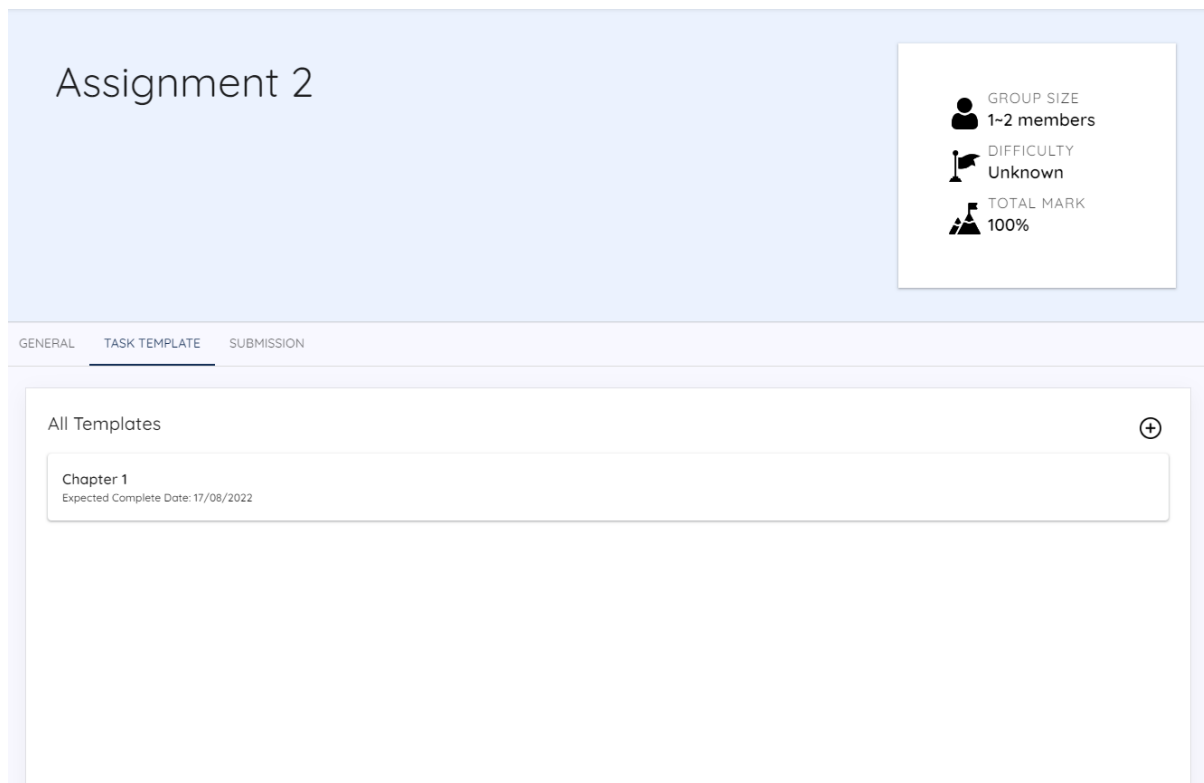 Assignment 2
GROUP SIZE
1~2 members
DIFFICULTY
Unknown
TOTAL MARK
100%
GENERAL
TASK TEMPLATE
SUBMISSION
All Templates
Chapter 1
Expected Complete Date: 17/08/2022